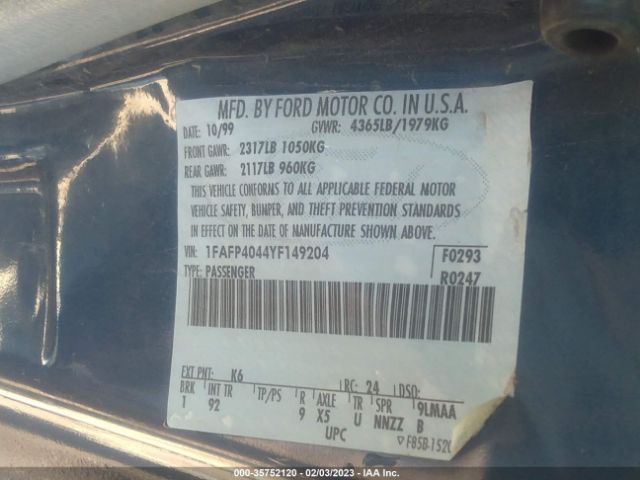 MFD. BY FORD MOTOR CO. IN U.S.A.
DATE: 10/99 GVWR: 4365LB/1979KG
FRONT GAWR: 2317LB 1050KG
REAR GAWR: 2117LB 960KG
THIS VEHICLE CONFORMS TO ALL APPLICABLE FEDERAL MOTOR
VEHICLE SAFETY, BUMPER, AND THEFT PREVENTION STANDARDS
IN EFFECT ON THE DATE OF MANUFACTURE SHOWN ABOVE.
VIN: 1FAFP4044YF149204 F0293
TYPE: PASSENGER R0247
EXT PNT: K6 RC: 24 DSO:
BRK INT TR TP/PS R AXLE TR SPR 9LMAA
1 92 9 X5 U NNZZ B
UPC ▽F85B-1520
000-35752120 - 02/03/2023 - IAA Inc.